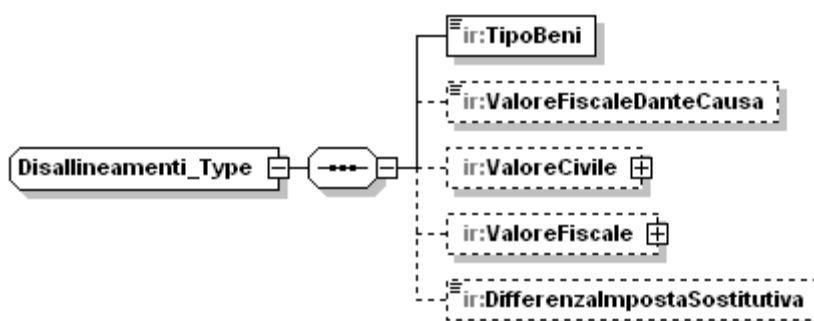 ir:TipoBeni
ir:ValoreFiscaleDanteCausa
Disallineamenti_Type
ir:ValoreCivile
ir:ValoreFiscale
ir:DifferenzaImpostaSostitutiva